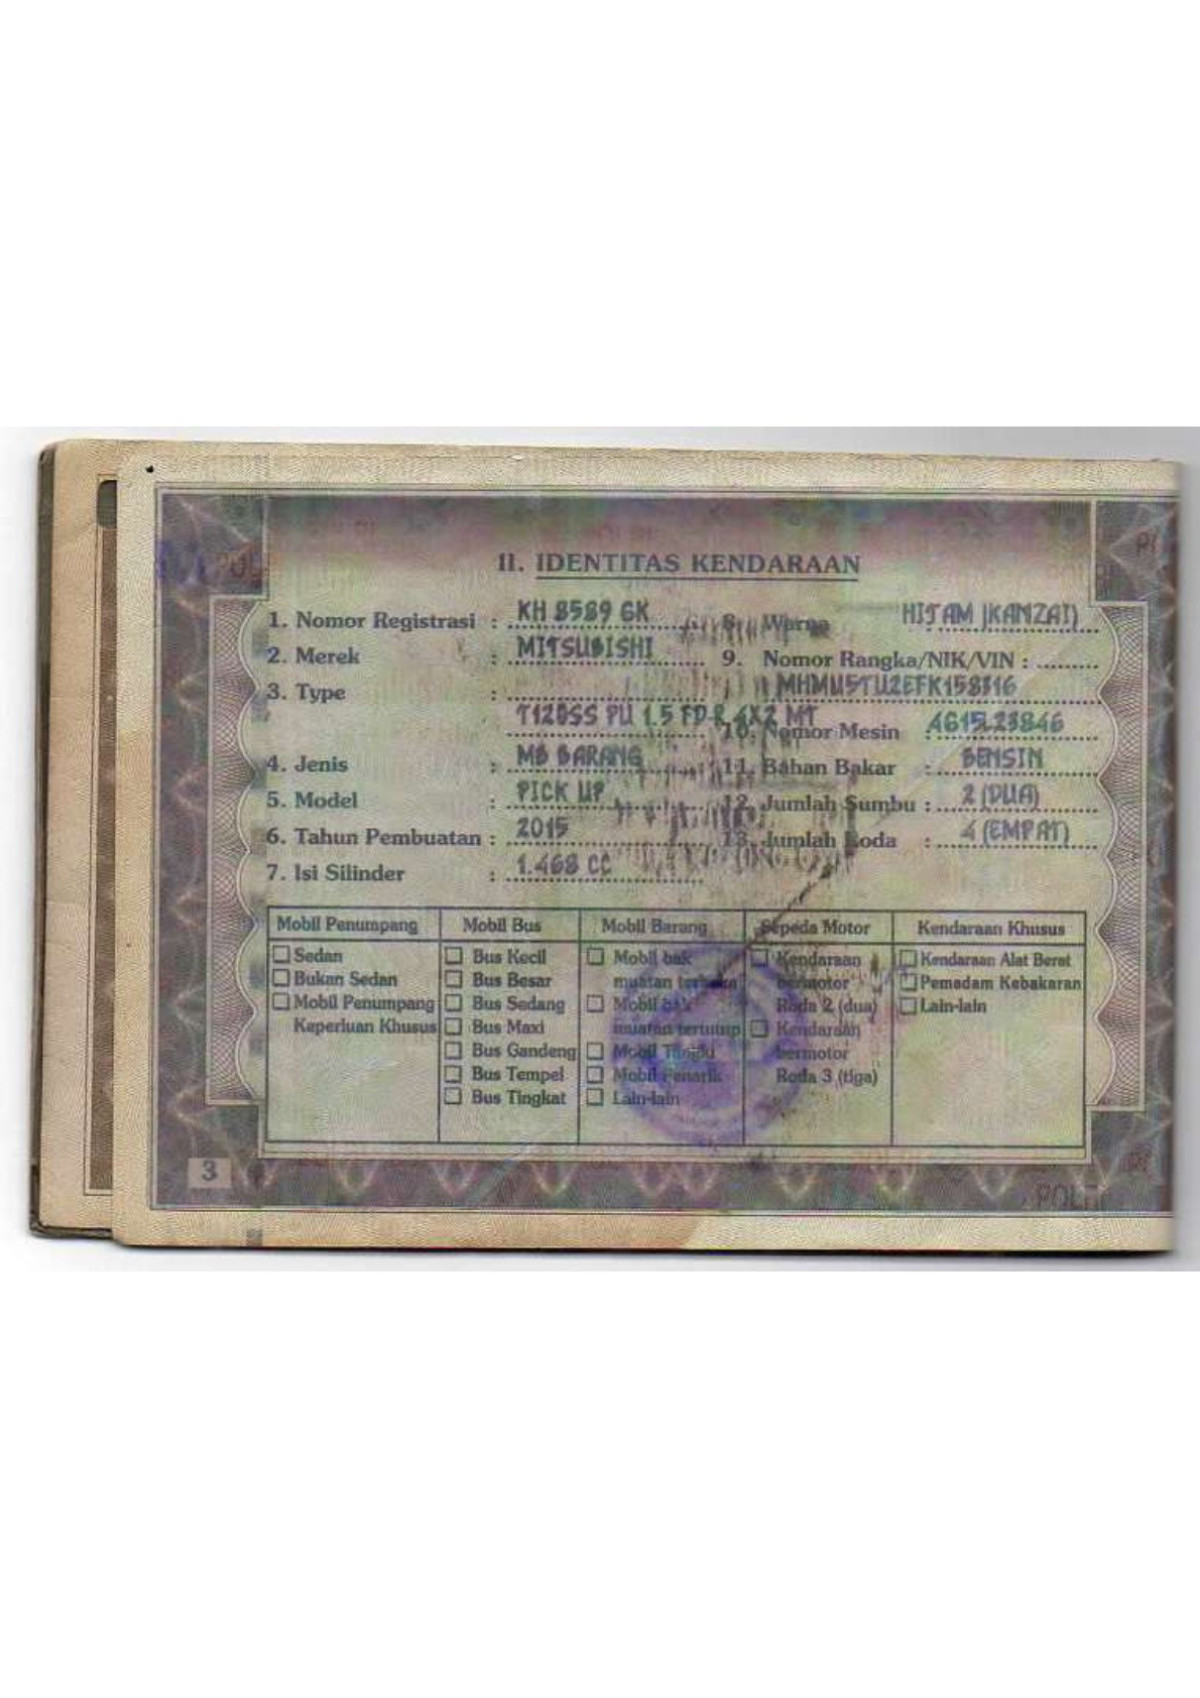 II. IDENTITAS KENDARAAN
1. Nomor Registrasi : KH 8589 GK
2. Merek : MITSUBISHI
3. Type :
T120SS PU 1.5 FD-R 4X2 MT
4. Jenis : MB BARANG
5. Model : PICK UP
6. Tahun Pembuatan : 2015
7. Isi Silinder : 1.468 CC
8. Warna HITAM (KANZAI)
9. Nomor Rangka/NIK/VIN :
MHMU5TU2EFK158316
10. Nomor Mesin 4G15L23846
11. Bahan Bakar : BENSIN
12. Jumlah Sumbu : 2 (DUA)
13. Jumlah Roda : 4 (EMPAT)
Mobil Penumpang
Sedan
Bukan Sedan
Mobil Penumpang
Keperluan Khusus
Mobil Bus
Bus Kecil
Bus Besar
Bus Sedang
Bus Maxi
Bus Gandeng
Bus Tempel
Bus Tingkat
Mobil Barang
Mobil bak
muatan terbuka
Mobil bak
muatan tertutup
Mobil Tangki
Mobil Penarik
Lain-lain
Sepeda Motor
Kendaraan
bermotor
Roda 2 (dua)
Kendaraan
bermotor
Roda 3 (tiga)
Kendaraan Khusus
Kendaraan Alat Berat
Pemadam Kebakaran
Lain-lain
3